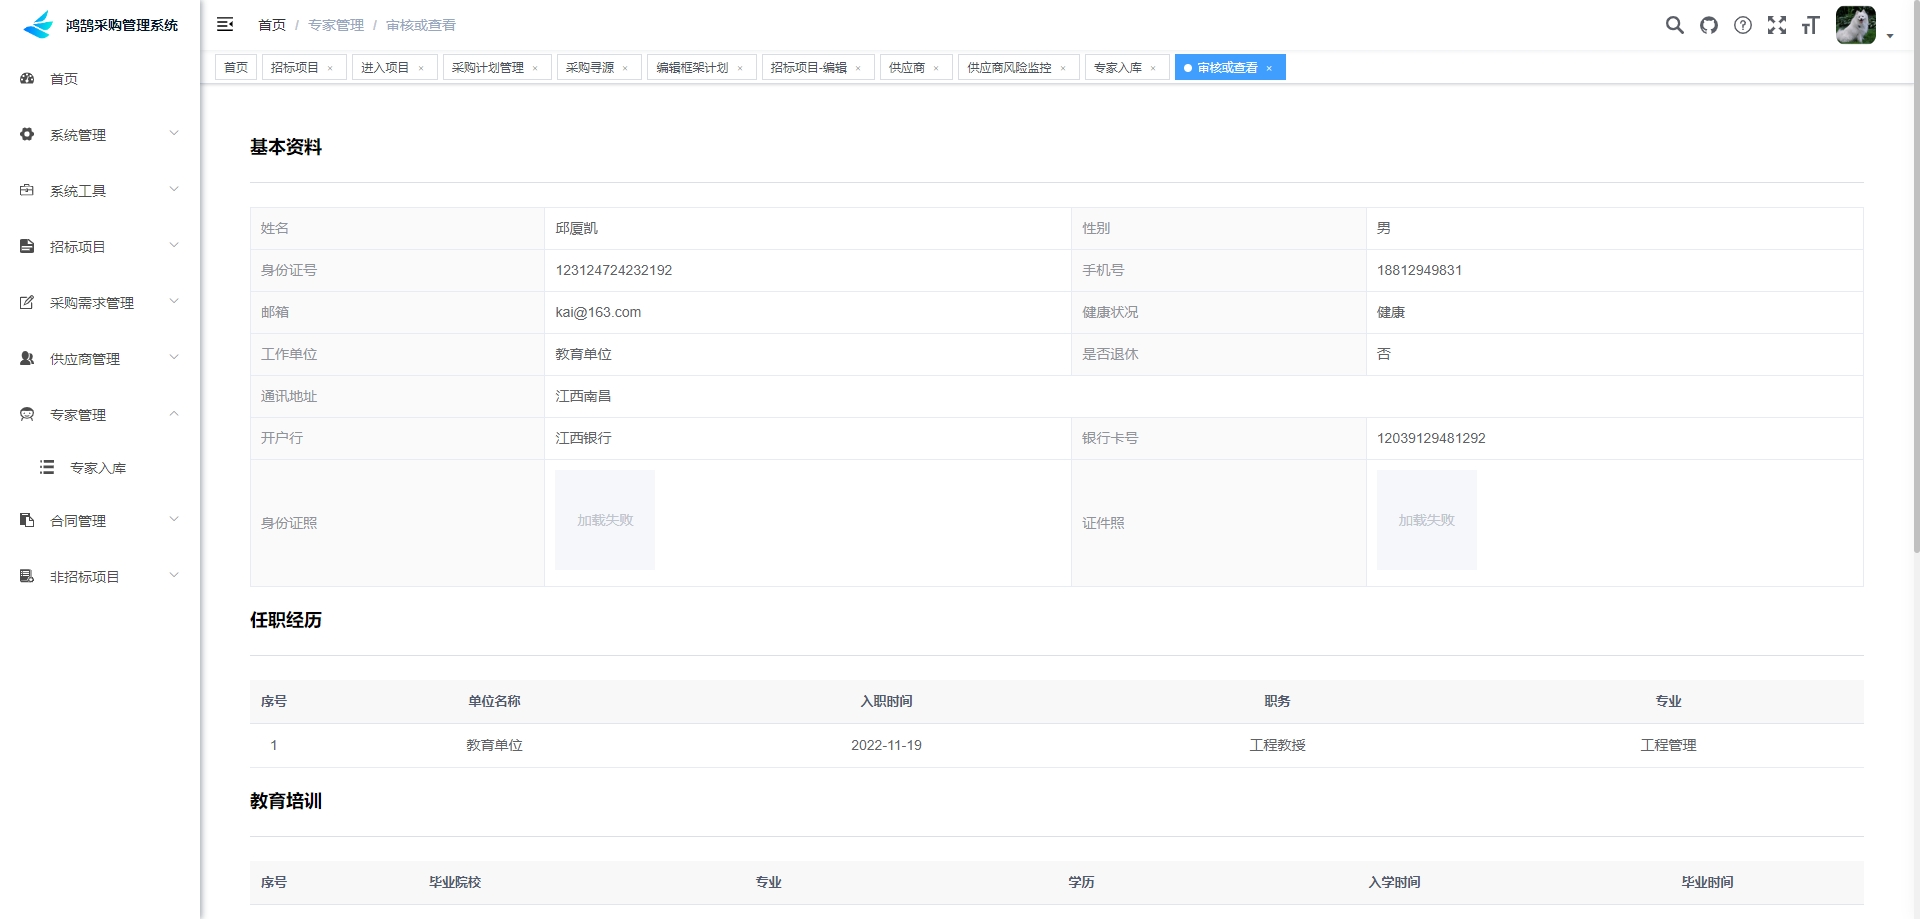 鸿鹄采购管理系统
首页 / 专家管理 / 审核或查看
首页
招标项目 ×
进入项目 ×
采购计划管理 ×
采购寻源 ×
编辑框架计划 ×
招标项目-编辑 ×
供应商 ×
供应商风险监控 ×
专家入库 ×
审核或查看 ×
首页
系统管理
系统工具
招标项目
采购需求管理
供应商管理
专家管理
专家入库
合同管理
非招标项目
基本资料
姓名 邱厦凯 性别 男
身份证号 123124724232192 手机号 18812949831
邮箱 kai@163.com 健康状况 健康
工作单位 教育单位 是否退休 否
通讯地址 江西南昌
开户行 江西银行 银行卡号 12039129481292
身份证照 加载失败 证件照 加载失败
任职经历
序号 单位名称 入职时间 职务 专业
1 教育单位 2022-11-19 工程教授 工程管理
教育培训
序号 毕业院校 专业 学历 入学时间 毕业时间